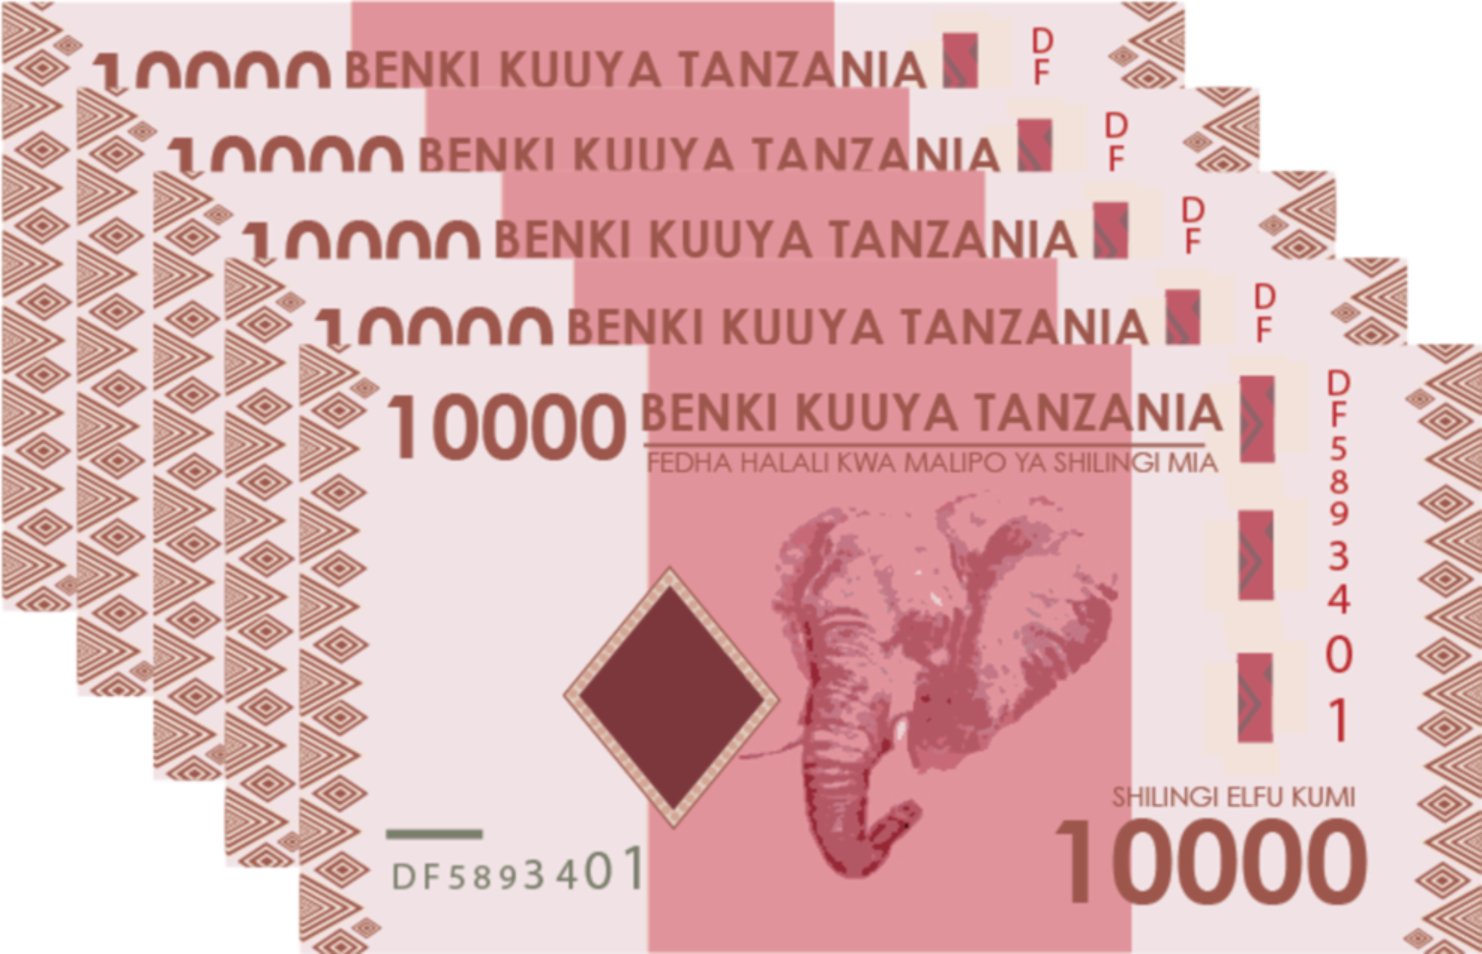 10000 BENKI KUUYA TANZANIA DF
10000 BENKI KUUYA TANZANIA DF
10000 BENKI KUUYA TANZANIA DF
10000 BENKI KUUYA TANZANIA DF
10000 BENKI KUUYA TANZANIA
FEDHA HALALI KWA MALIPO YA SHILINGI MIA
DF5893401
SHILINGI ELFU KUMI
10000
DF5893401